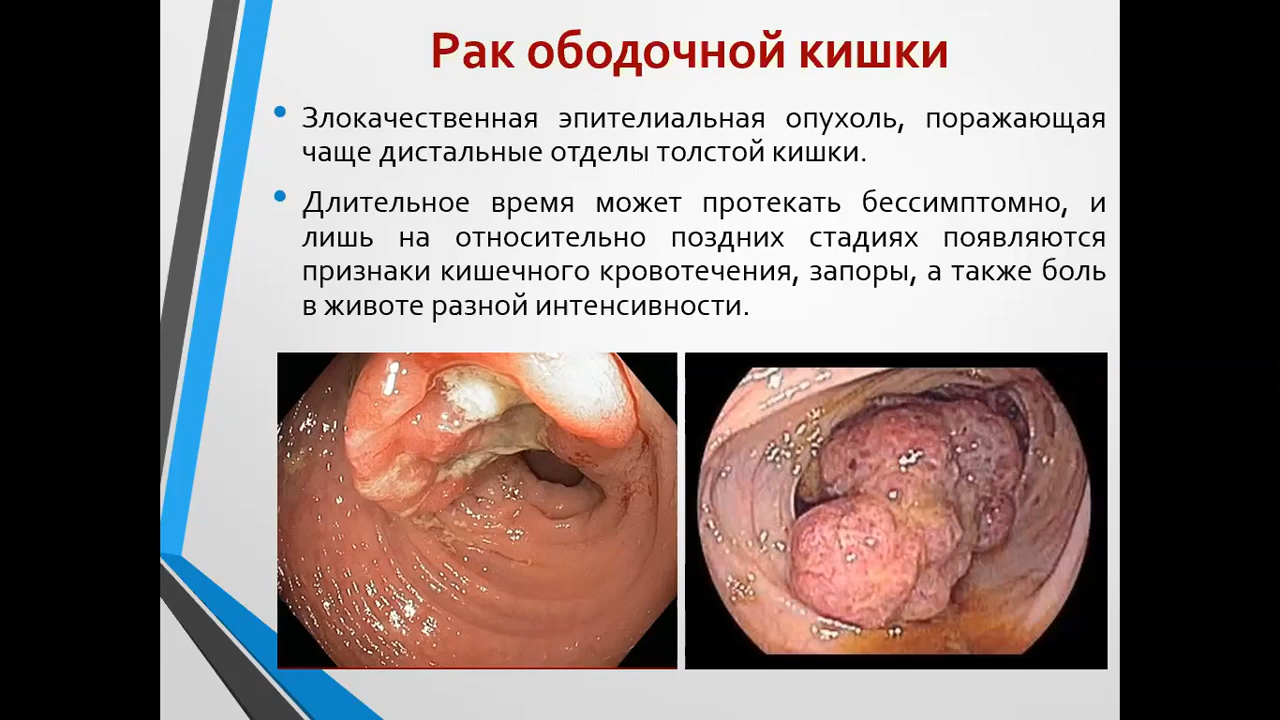 Рак ободочной кишки
Злокачественная эпителиальная опухоль, поражающая
чаще дистальные отделы толстой кишки.
Длительное время может протекать бессимптомно, и
лишь на относительно поздних стадиях появляются
признаки кишечного кровотечения, запоры, а также боль
в животе разной интенсивности.